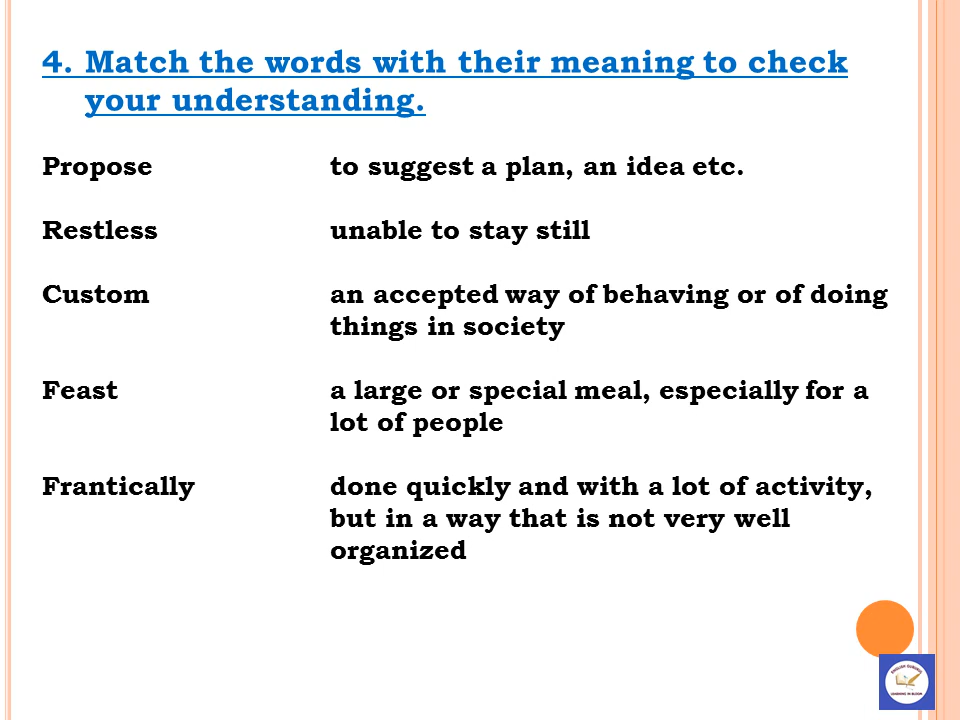 4. Match the words with their meaning to check
your understanding.
Propose to suggest a plan, an idea etc.
Restless unable to stay still
Custom an accepted way of behaving or of doing
things in society
Feast a large or special meal, especially for a
lot of people
Frantically done quickly and with a lot of activity,
but in a way that is not very well
organized